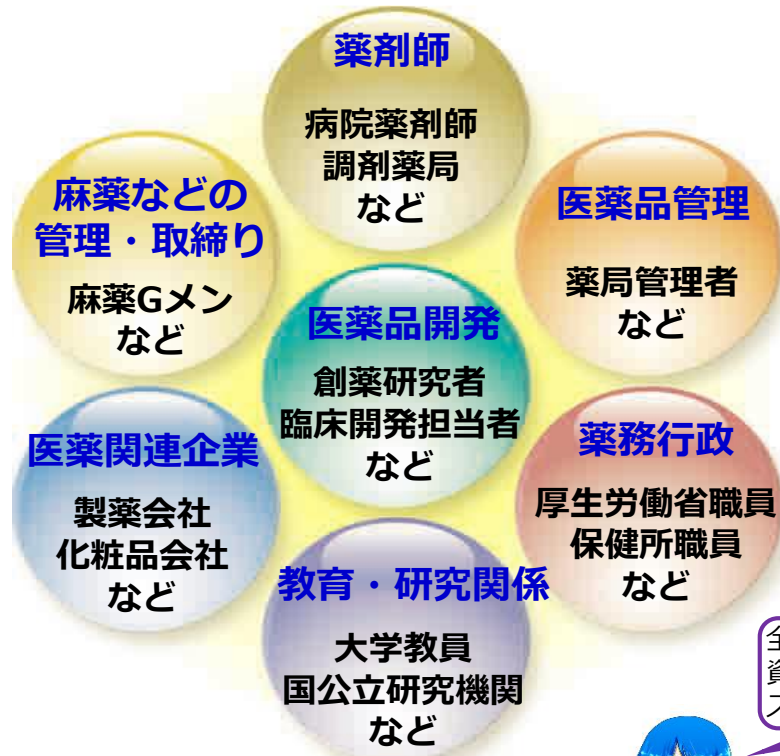 薬剤師
病院薬剤師
調剤薬局
など
麻薬などの
管理・取締り
麻薬Gメン
など
医薬品管理
薬局管理者
など
医薬品開発
創薬研究者
臨床開発担当者
など
医薬関連企業
製薬会社
化粧品会社
など
薬務行政
厚生労働省職員
保健所職員
など
教育・研究関係
大学教員
国公立研究機関
など
資